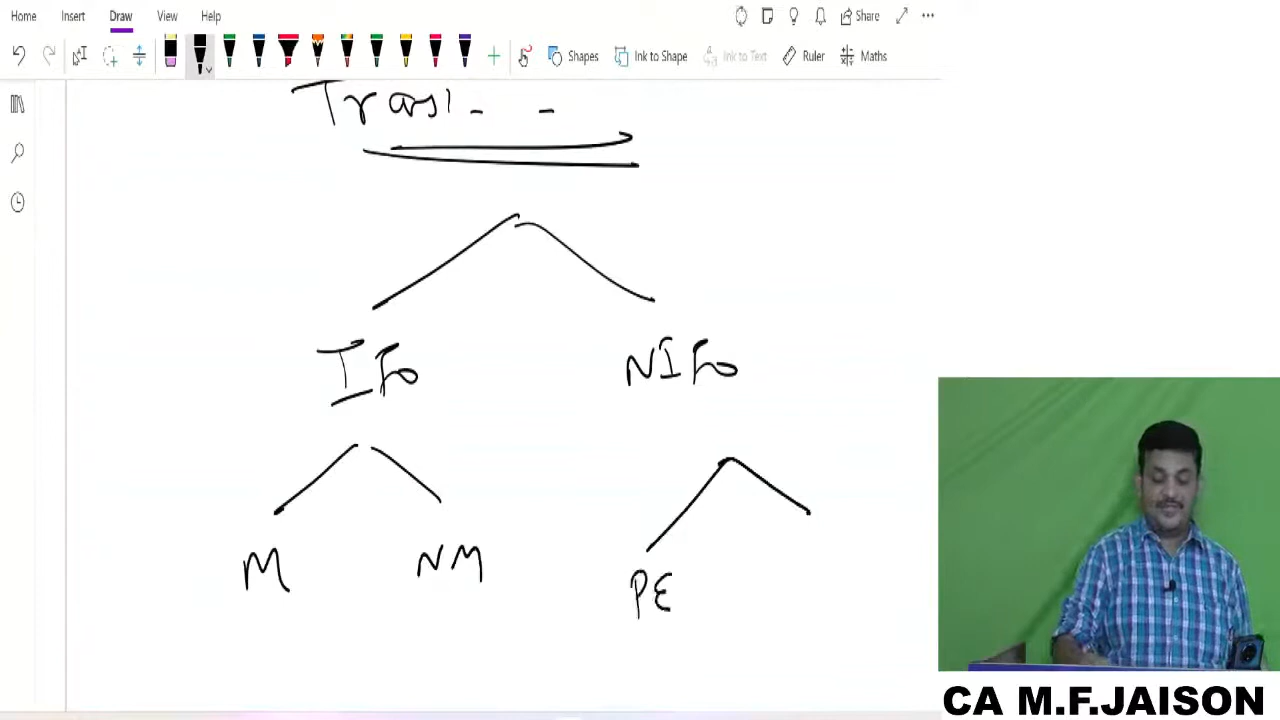 Home Insert Draw View Help
Share
Shapes Ink to Shape Ink to Text Ruler Maths
IFo NIFo
M NM PE
CA M.F.JAISON